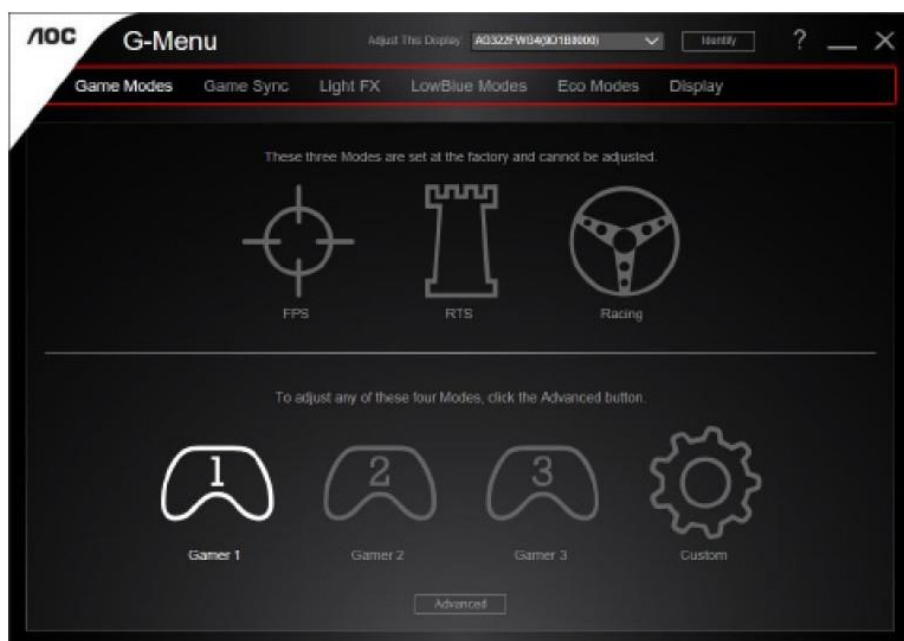 AOC G-Menu Adjust This Display Identify ?
Game Modes Game Sync Light FX LowBlue Modes Eco Modes Display
These three Modes are set at the factory and cannot be adjusted.
FPS RTS Racing
To adjust any of these four Modes, click the Advanced button.
1 2 3
Gamer 1 Gamer 2 Gamer 3 Custom
Advanced